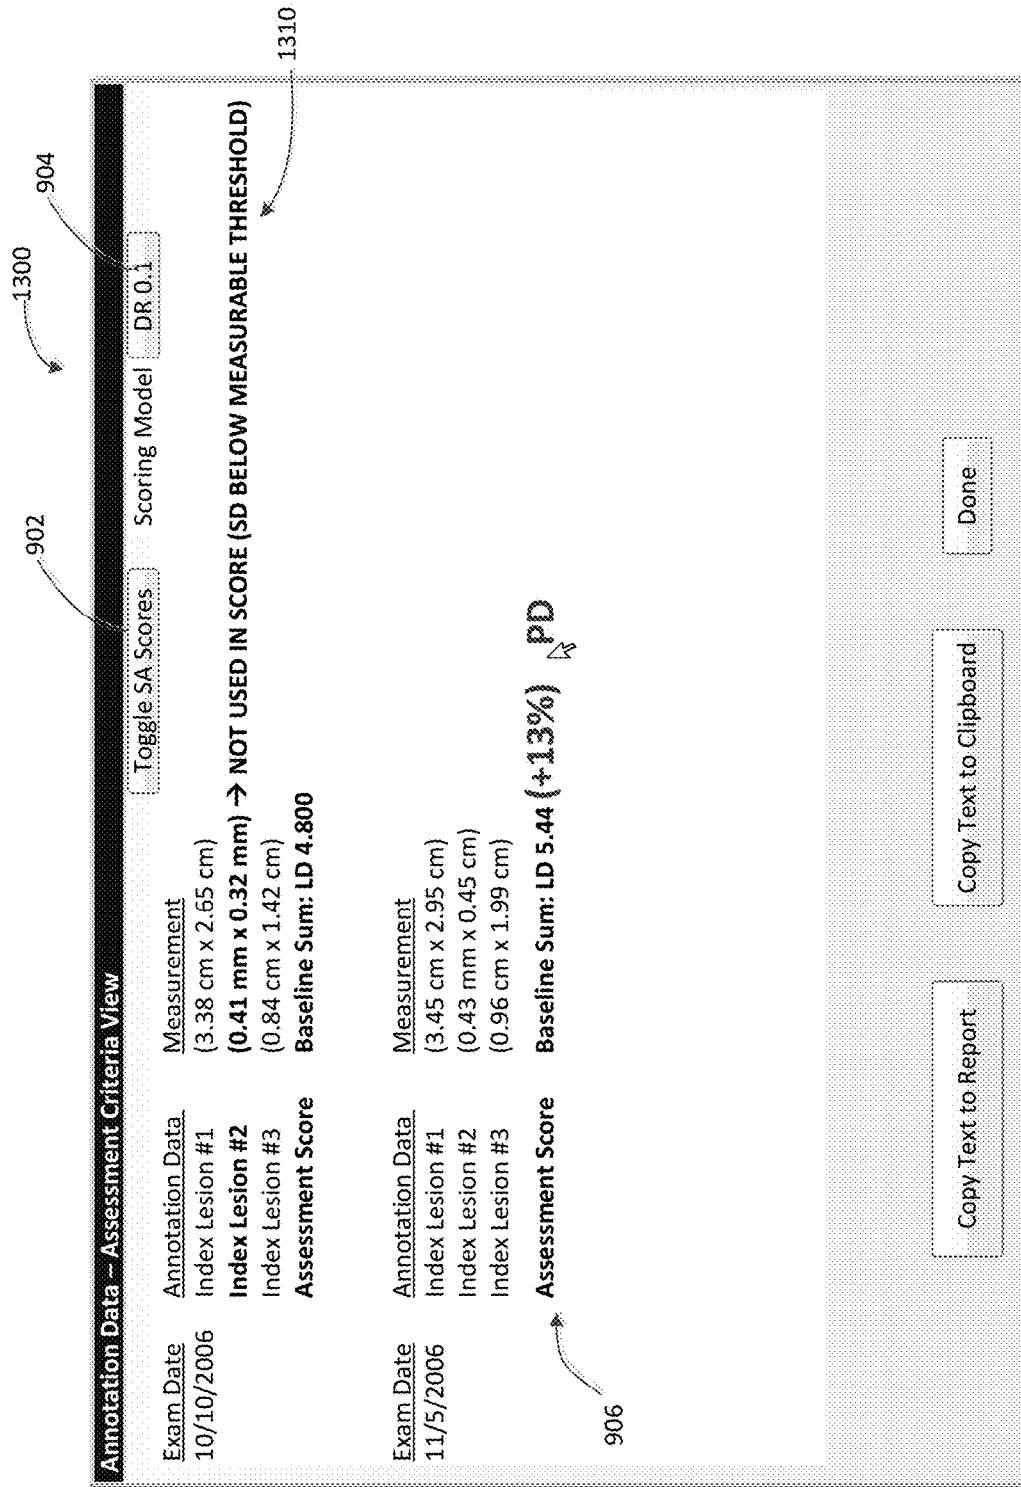 1300
902
904
1310
Annotation Data – Assessment Criteria View
Toggle SA Scores Scoring Model DR 0.1
Exam Date Annotation Data Measurement
10/10/2006 Index Lesion #1 (3.38 cm x 2.65 cm)
Index Lesion #2 (0.41 mm x 0.32 mm) → NOT USED IN SCORE (SD BELOW MEASURABLE THRESHOLD)
Index Lesion #3 (0.84 cm x 1.42 cm)
Assessment Score Baseline Sum: LD 4.800
Exam Date Annotation Data Measurement
11/5/2006 Index Lesion #1 (3.45 cm x 2.95 cm)
Index Lesion #2 (0.43 mm x 0.45 cm)
Index Lesion #3 (0.96 cm x 1.99 cm)
Assessment Score Baseline Sum: LD 5.44 (+13%) PD
906
Copy Text to Report Copy Text to Clipboard Done